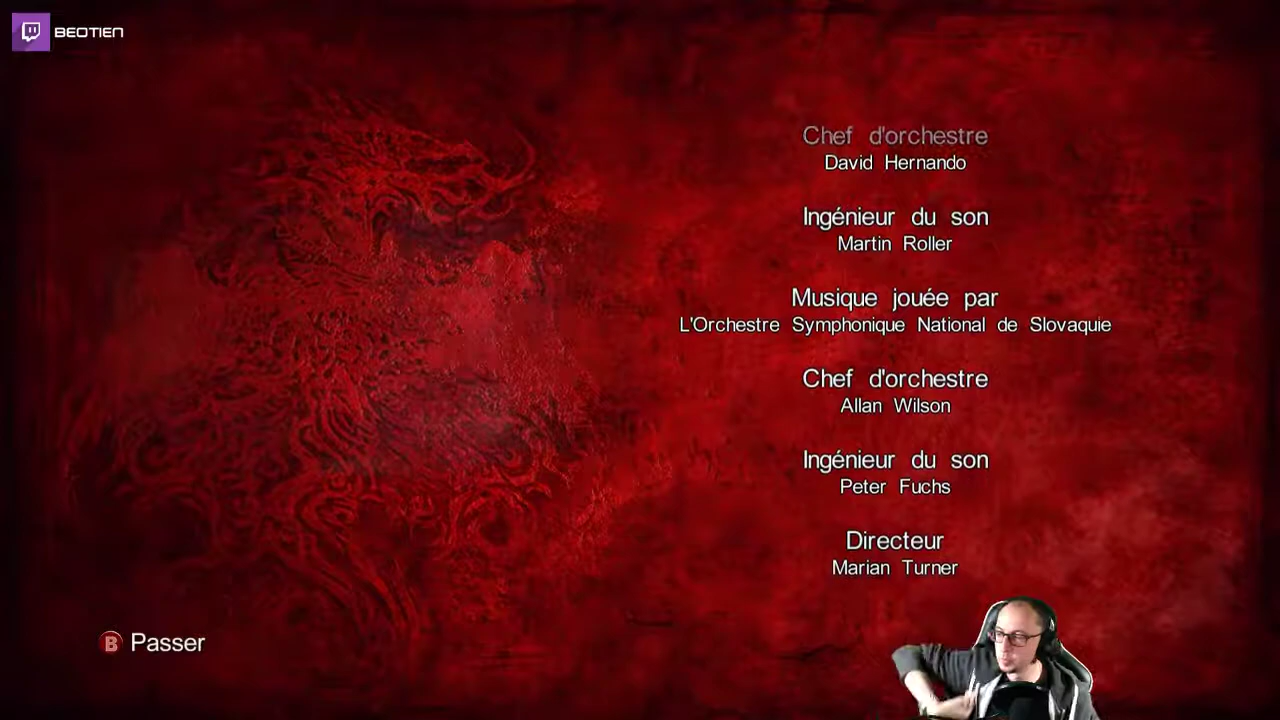 BEOTIEN
Chef d'orchestre
David Hernando
Ingénieur du son
Martin Roller
Musique jouée par
L'Orchestre Symphonique National de Slovaquie
Chef d'orchestre
Allan Wilson
Ingénieur du son
Peter Fuchs
Directeur
Marian Turner
B Passer